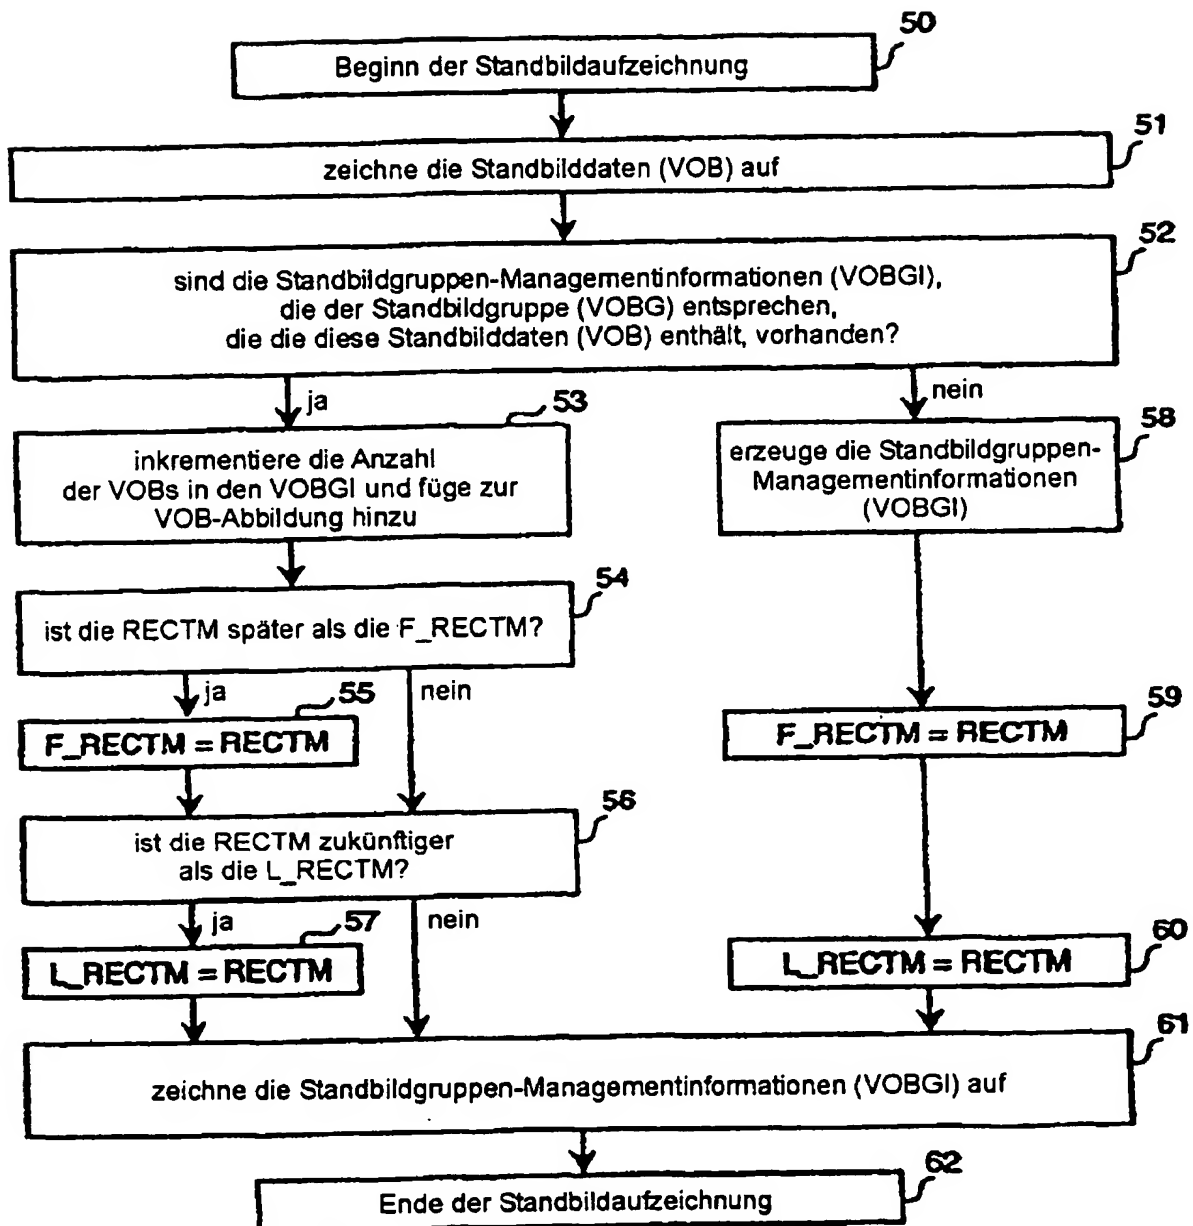 50
Beginn der Standbildaufzeichnung
51
zeichne die Standbilddaten (VOB) auf
52
sind die Standbildgruppen-Managementinformationen (VOBGI),
die der Standbildgruppe (VOBG) entsprechen,
die die diese Standbilddaten (VOB) enthält, vorhanden?
ja
nein
53
inkrementiere die Anzahl
der VOBs in den VOBGI und füge zur
VOB-Abbildung hinzu
58
erzeuge die Standbildgruppen-
Managementinformationen
(VOBGI)
54
ist die RECTM später als die F_RECTM?
ja
nein
55
F_RECTM = RECTM
59
F_RECTM = RECTM
56
ist die RECTM zukünftiger
als die L_RECTM?
ja
nein
57
L_RECTM = RECTM
60
L_RECTM = RECTM
61
zeichne die Standbildgruppen-Managementinformationen (VOBGI) auf
62
Ende der Standbildaufzeichnung